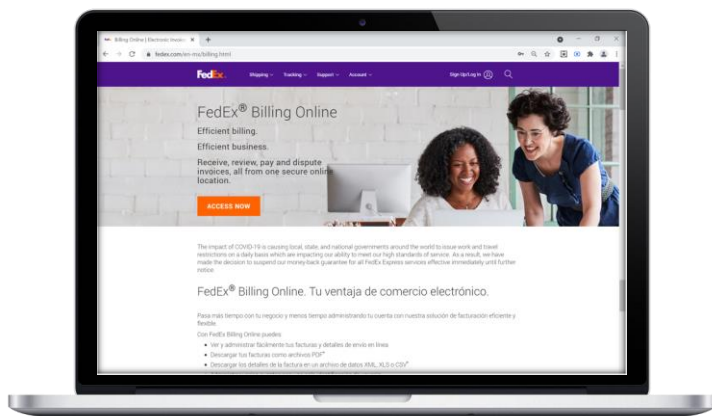 Billing Online | Electronic Invoic
fedex.com/en-mx/billing.html
FedEx. Shipping Tracking Support Account Sign Up/Log In
FedEx® Billing Online
Efficient billing.
Efficient business.
Receive, review, pay and dispute
invoices, all from one secure online
location.
ACCESS NOW
The impact of COVID-19 is causing local, state, and national governments around the world to issue work and travel
restrictions on a daily basis which are impacting our ability to meet our high standards of service. As a result, we have
made the decision to suspend our money-back guarantee for all FedEx Express services effective immediately until further
notice.
FedEx® Billing Online. Tu ventaja de comercio electrónico.
Pasa más tiempo con tu negocio y menos tiempo administrando tu cuenta con nuestra solución de facturación eficiente y
flexible.
Con FedEx Billing Online puedes:
Ver y administrar fácilmente tus facturas y detalles de envío en línea
Descargar tus facturas como archivos PDF*
Descargar los detalles de la factura en un archivo de datos XML, XLS o CSV*